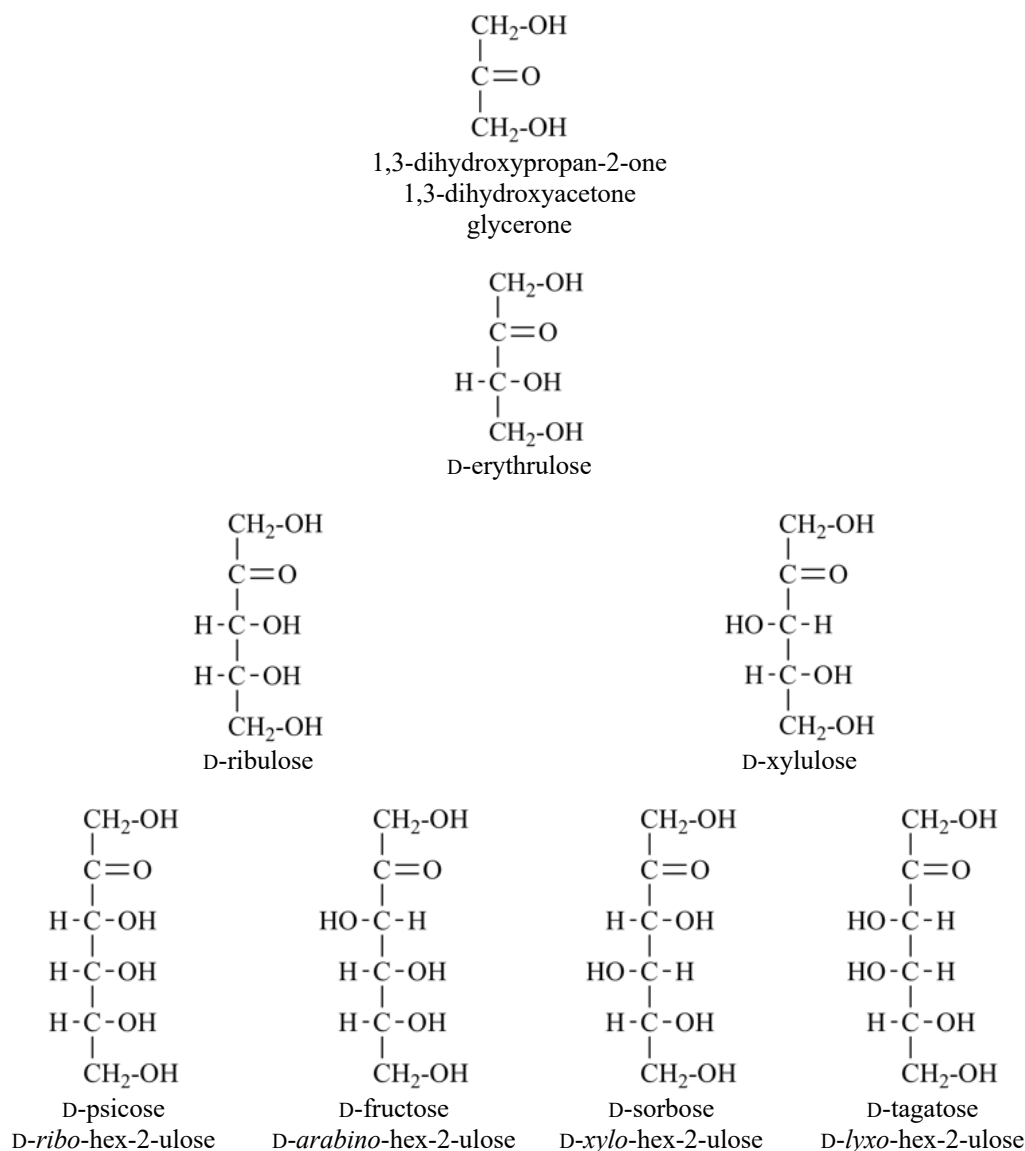 CH₂-OH
C=O
CH₂-OH
1,3-dihydroxypropan-2-one
1,3-dihydroxyacetone
glycerone
CH₂-OH
C=O
H-C-OH
CH₂-OH
D-erythrulose
CH₂-OH
C=O
H-C-OH
H-C-OH
CH₂-OH
D-ribulose
CH₂-OH
C=O
HO-C-H
H-C-OH
CH₂-OH
D-xylulose
CH₂-OH
C=O
H-C-OH
H-C-OH
H-C-OH
CH₂-OH
D-psicose
D-ribo-hex-2-ulose
CH₂-OH
C=O
HO-C-H
H-C-OH
H-C-OH
CH₂-OH
D-fructose
D-arabino-hex-2-ulose
CH₂-OH
C=O
H-C-OH
HO-C-H
H-C-OH
CH₂-OH
D-sorbose
D-xylo-hex-2-ulose
CH₂-OH
C=O
HO-C-H
HO-C-H
H-C-OH
CH₂-OH
D-tagatose
D-lyxo-hex-2-ulose